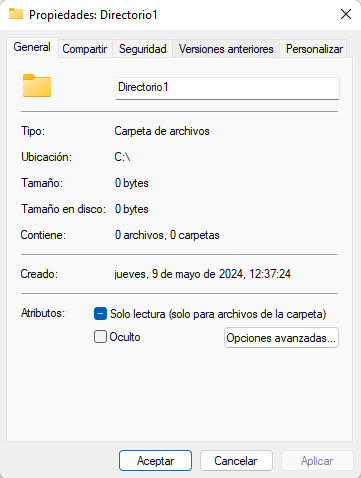 Propiedades: Directorio1
General Compartir Seguridad Versiones anteriores Personalizar
Directorio1
Tipo: Carpeta de archivos
Ubicación: C:\
Tamaño: 0 bytes
Tamaño en disco: 0 bytes
Contiene: 0 archivos, 0 carpetas
Creado: jueves, 9 de mayo de 2024, 12:37:24
Atributos: Solo lectura (solo para archivos de la carpeta)
Oculto Opciones avanzadas...
Aceptar Cancelar Aplicar